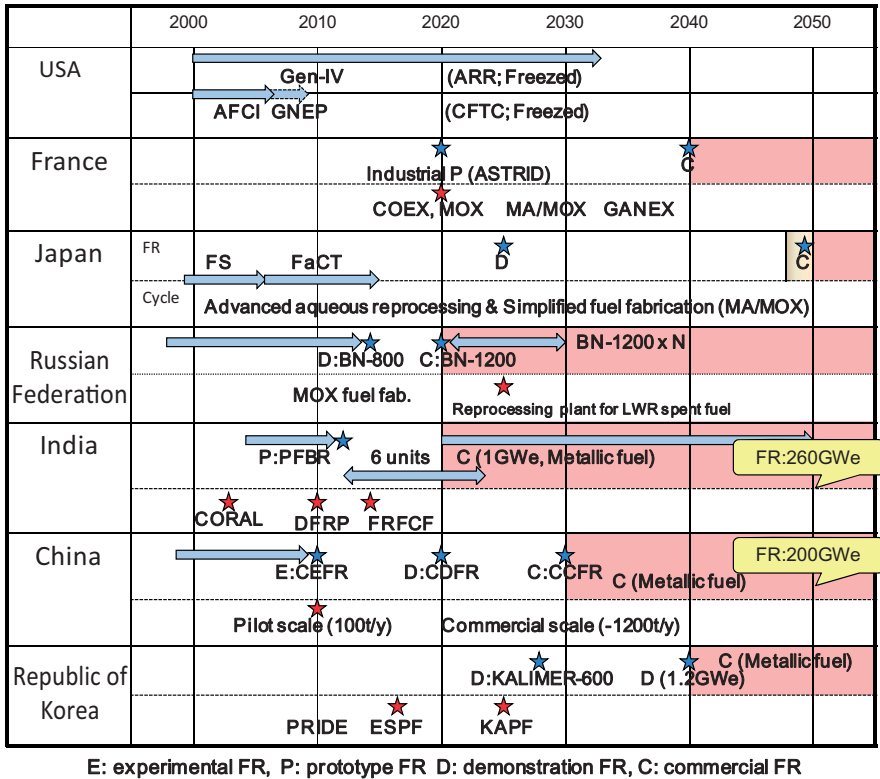 2000 2010 2020 2030 2040 2050
USA
Gen-IV (ARR; Freezed)
AFCI GNEP (CFTC; Freezed)
France
Industrial P (ASTRID) C
COEX, MOX MA/MOX GANEX
Japan
FR
FS FaCT D C
Cycle
Advanced aqueous reprocessing & Simplified fuel fabrication (MA/MOX)
Russian
Federation
BN-1200 x N
D:BN-800 C:BN-1200
MOX fuel fab.
Reprocessing plant for LWR spent fuel
India
P:PFBR 6 units C (1GWe, Metallic fuel) FR:260GWe
CORAL DFRP FRFCF
China
FR:200GWe
E:CEFR D:CDFR C:CCFR
C (Metallic fuel)
Pilot scale (100t/y) Commercial scale (-1200t/y)
Republic of
Korea
C (Metallic fuel)
D:KALIMER-600 D (1.2GWe)
PRIDE ESPF KAPF
E: experimental FR, P: prototype FR D: demonstration FR, C: commercial FR